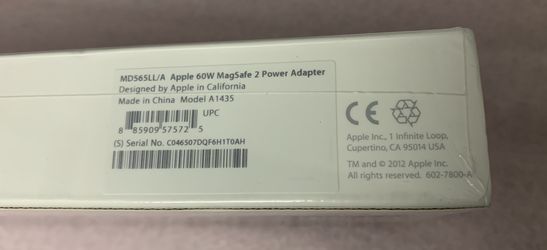 MD565LL/A Apple 60W MagSafe 2 Power Adapter
Designed by Apple in California
Made in China Model A1435
UPC
8 85909 57572 5
(S) Serial No. C046507DQF6H1T0AH
CE
Apple Inc., 1 Infinite Loop,
Cupertino, CA 95014 USA
TM and © 2012 Apple Inc.
All rights reserved. 602-7800-A